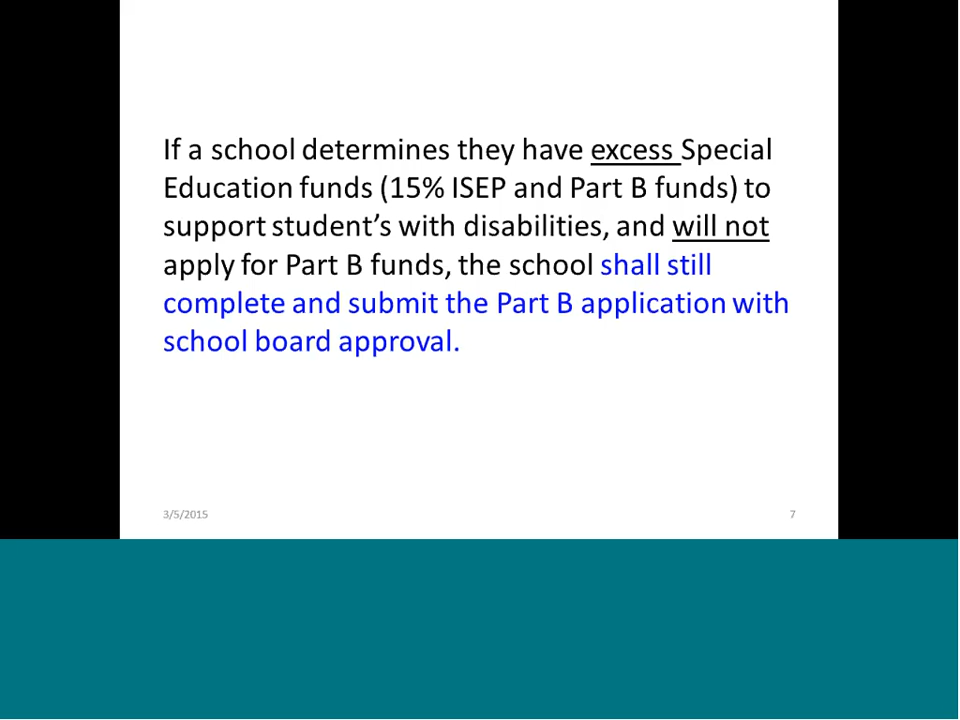 If a school determines they have excess Special
Education funds (15% ISEP and Part B funds) to
support student’s with disabilities, and will not
apply for Part B funds, the school shall still
complete and submit the Part B application with
school board approval.
3/5/2015
7